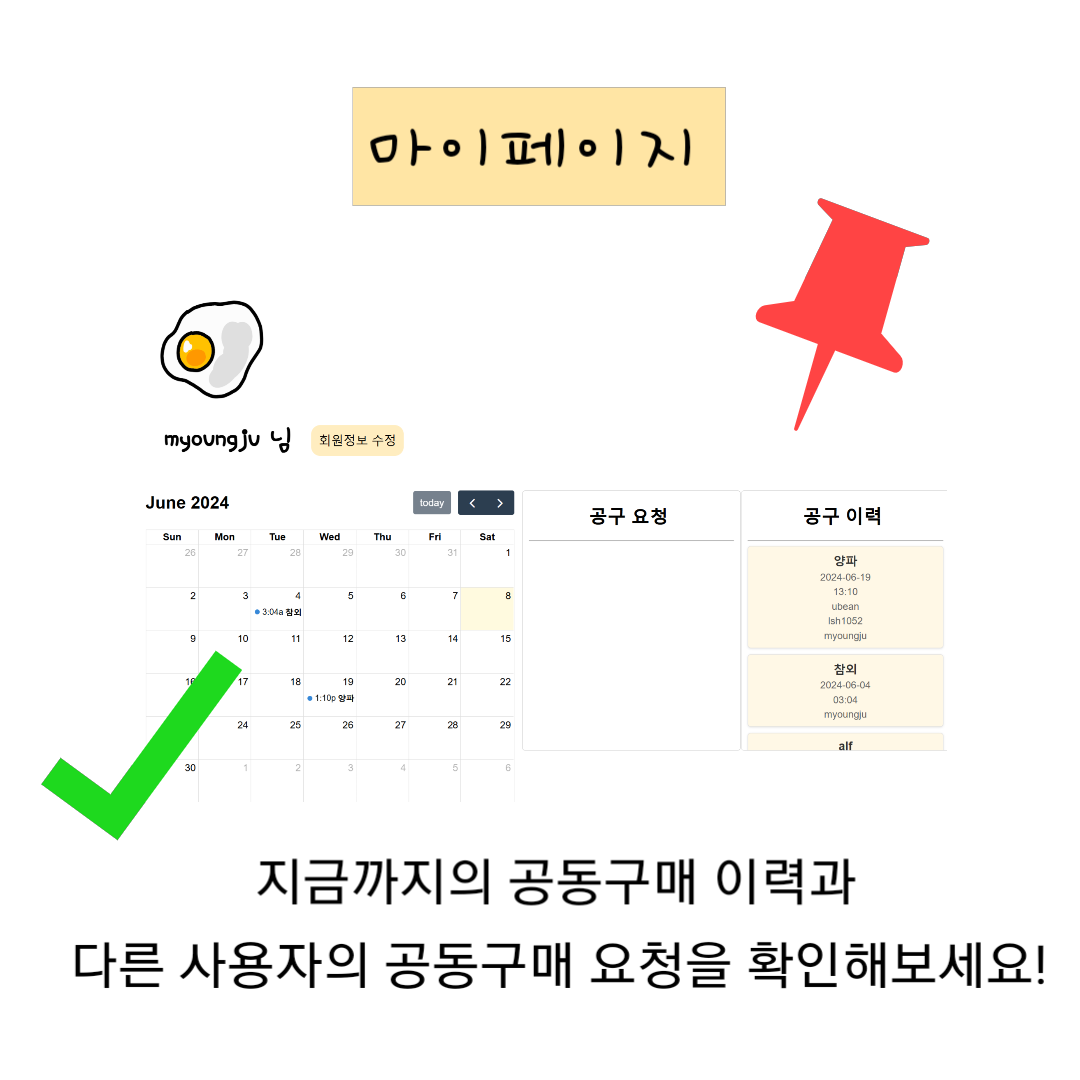 마이페이지
myoungju 님 회원정보 수정
June 2024 today
Sun Mon Tue Wed Thu Fri Sat
26 27 28 29 30 31 1
2 3 4 5 6 7 8
3:04a 참외
9 10 11 12 13 14 15
16 17 18 19 20 21 22
1:10p 양파
24 25 26 27 28 29
30 1 2 3 4 5 6
공구 요청
공구 이력
양파
2024-06-19
13:10
ubean
lsh1052
myoungju
참외
2024-06-04
03:04
myoungju
alf
지금까지의 공동구매 이력과
다른 사용자의 공동구매 요청을 확인해보세요!